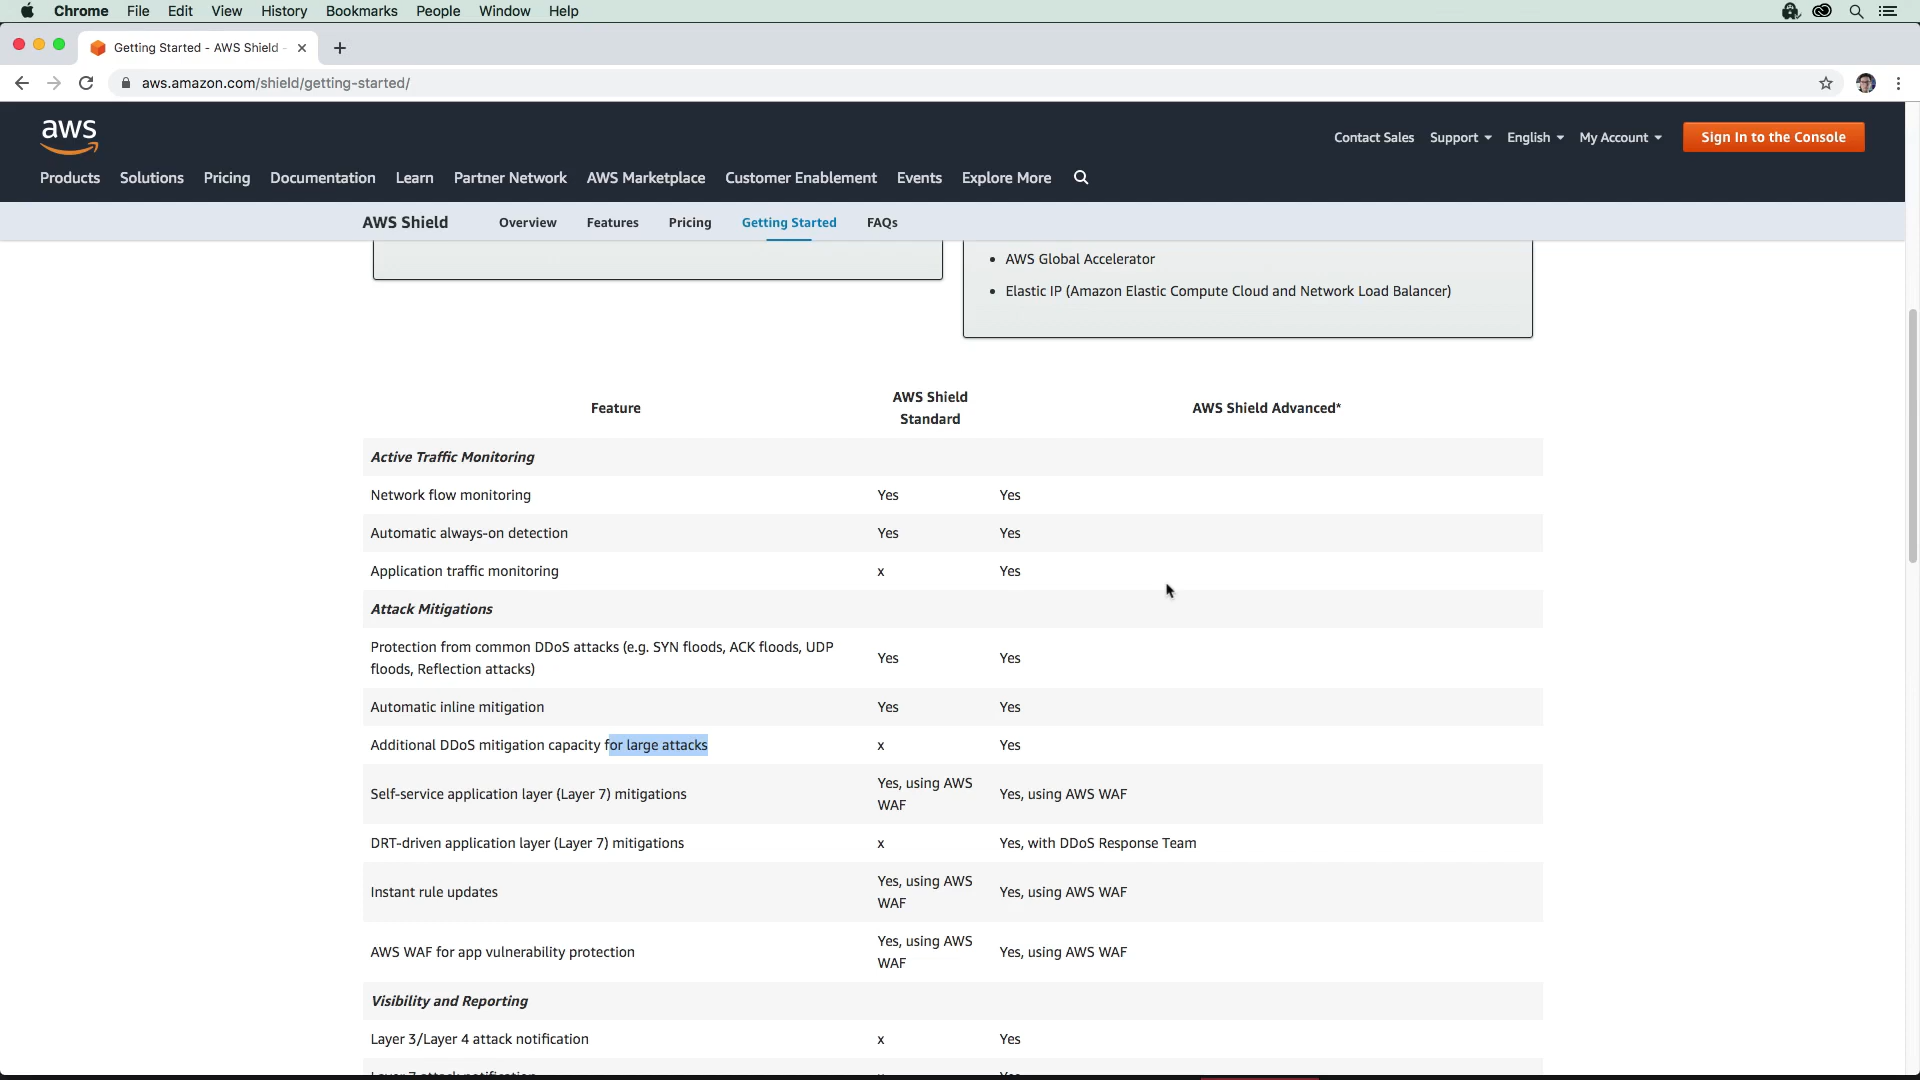 Chrome File Edit View History Bookmarks People Window Help
Getting Started - AWS Shield -
aws.amazon.com/shield/getting-started/
aws
Contact Sales Support English My Account Sign In to the Console
Products Solutions Pricing Documentation Learn Partner Network AWS Marketplace Customer Enablement Events Explore More
AWS Shield Overview Features Pricing Getting Started FAQs
• AWS Global Accelerator
• Elastic IP (Amazon Elastic Compute Cloud and Network Load Balancer)
AWS Shield
Feature AWS Shield Advanced*
Standard
Active Traffic Monitoring
Network flow monitoring Yes Yes
Automatic always-on detection Yes Yes
Application traffic monitoring x Yes
Attack Mitigations
Protection from common DDoS attacks (e.g. SYN floods, ACK floods, UDP
floods, Reflection attacks) Yes Yes
Automatic inline mitigation Yes Yes
Additional DDoS mitigation capacity for large attacks x Yes
Self-service application layer (Layer 7) mitigations Yes, using AWS
WAF Yes, using AWS WAF
DRT-driven application layer (Layer 7) mitigations x Yes, with DDoS Response Team
Instant rule updates Yes, using AWS
WAF Yes, using AWS WAF
AWS WAF for app vulnerability protection Yes, using AWS
WAF Yes, using AWS WAF
Visibility and Reporting
Layer 3/Layer 4 attack notification x Yes
Layer 7 attack notification x Yes